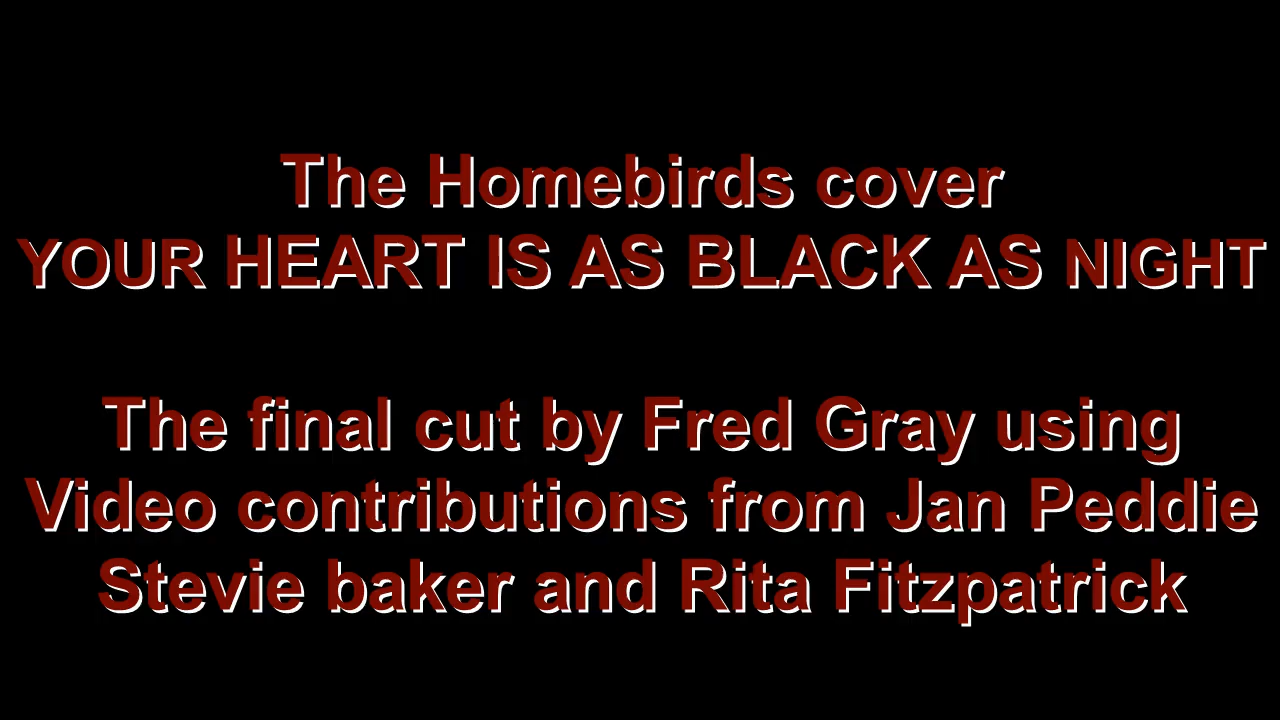 The Homebirds cover
YOUR HEART IS AS BLACK AS NIGHT
The final cut by Fred Gray using
Video contributions from Jan Peddie
Stevie baker and Rita Fitzpatrick